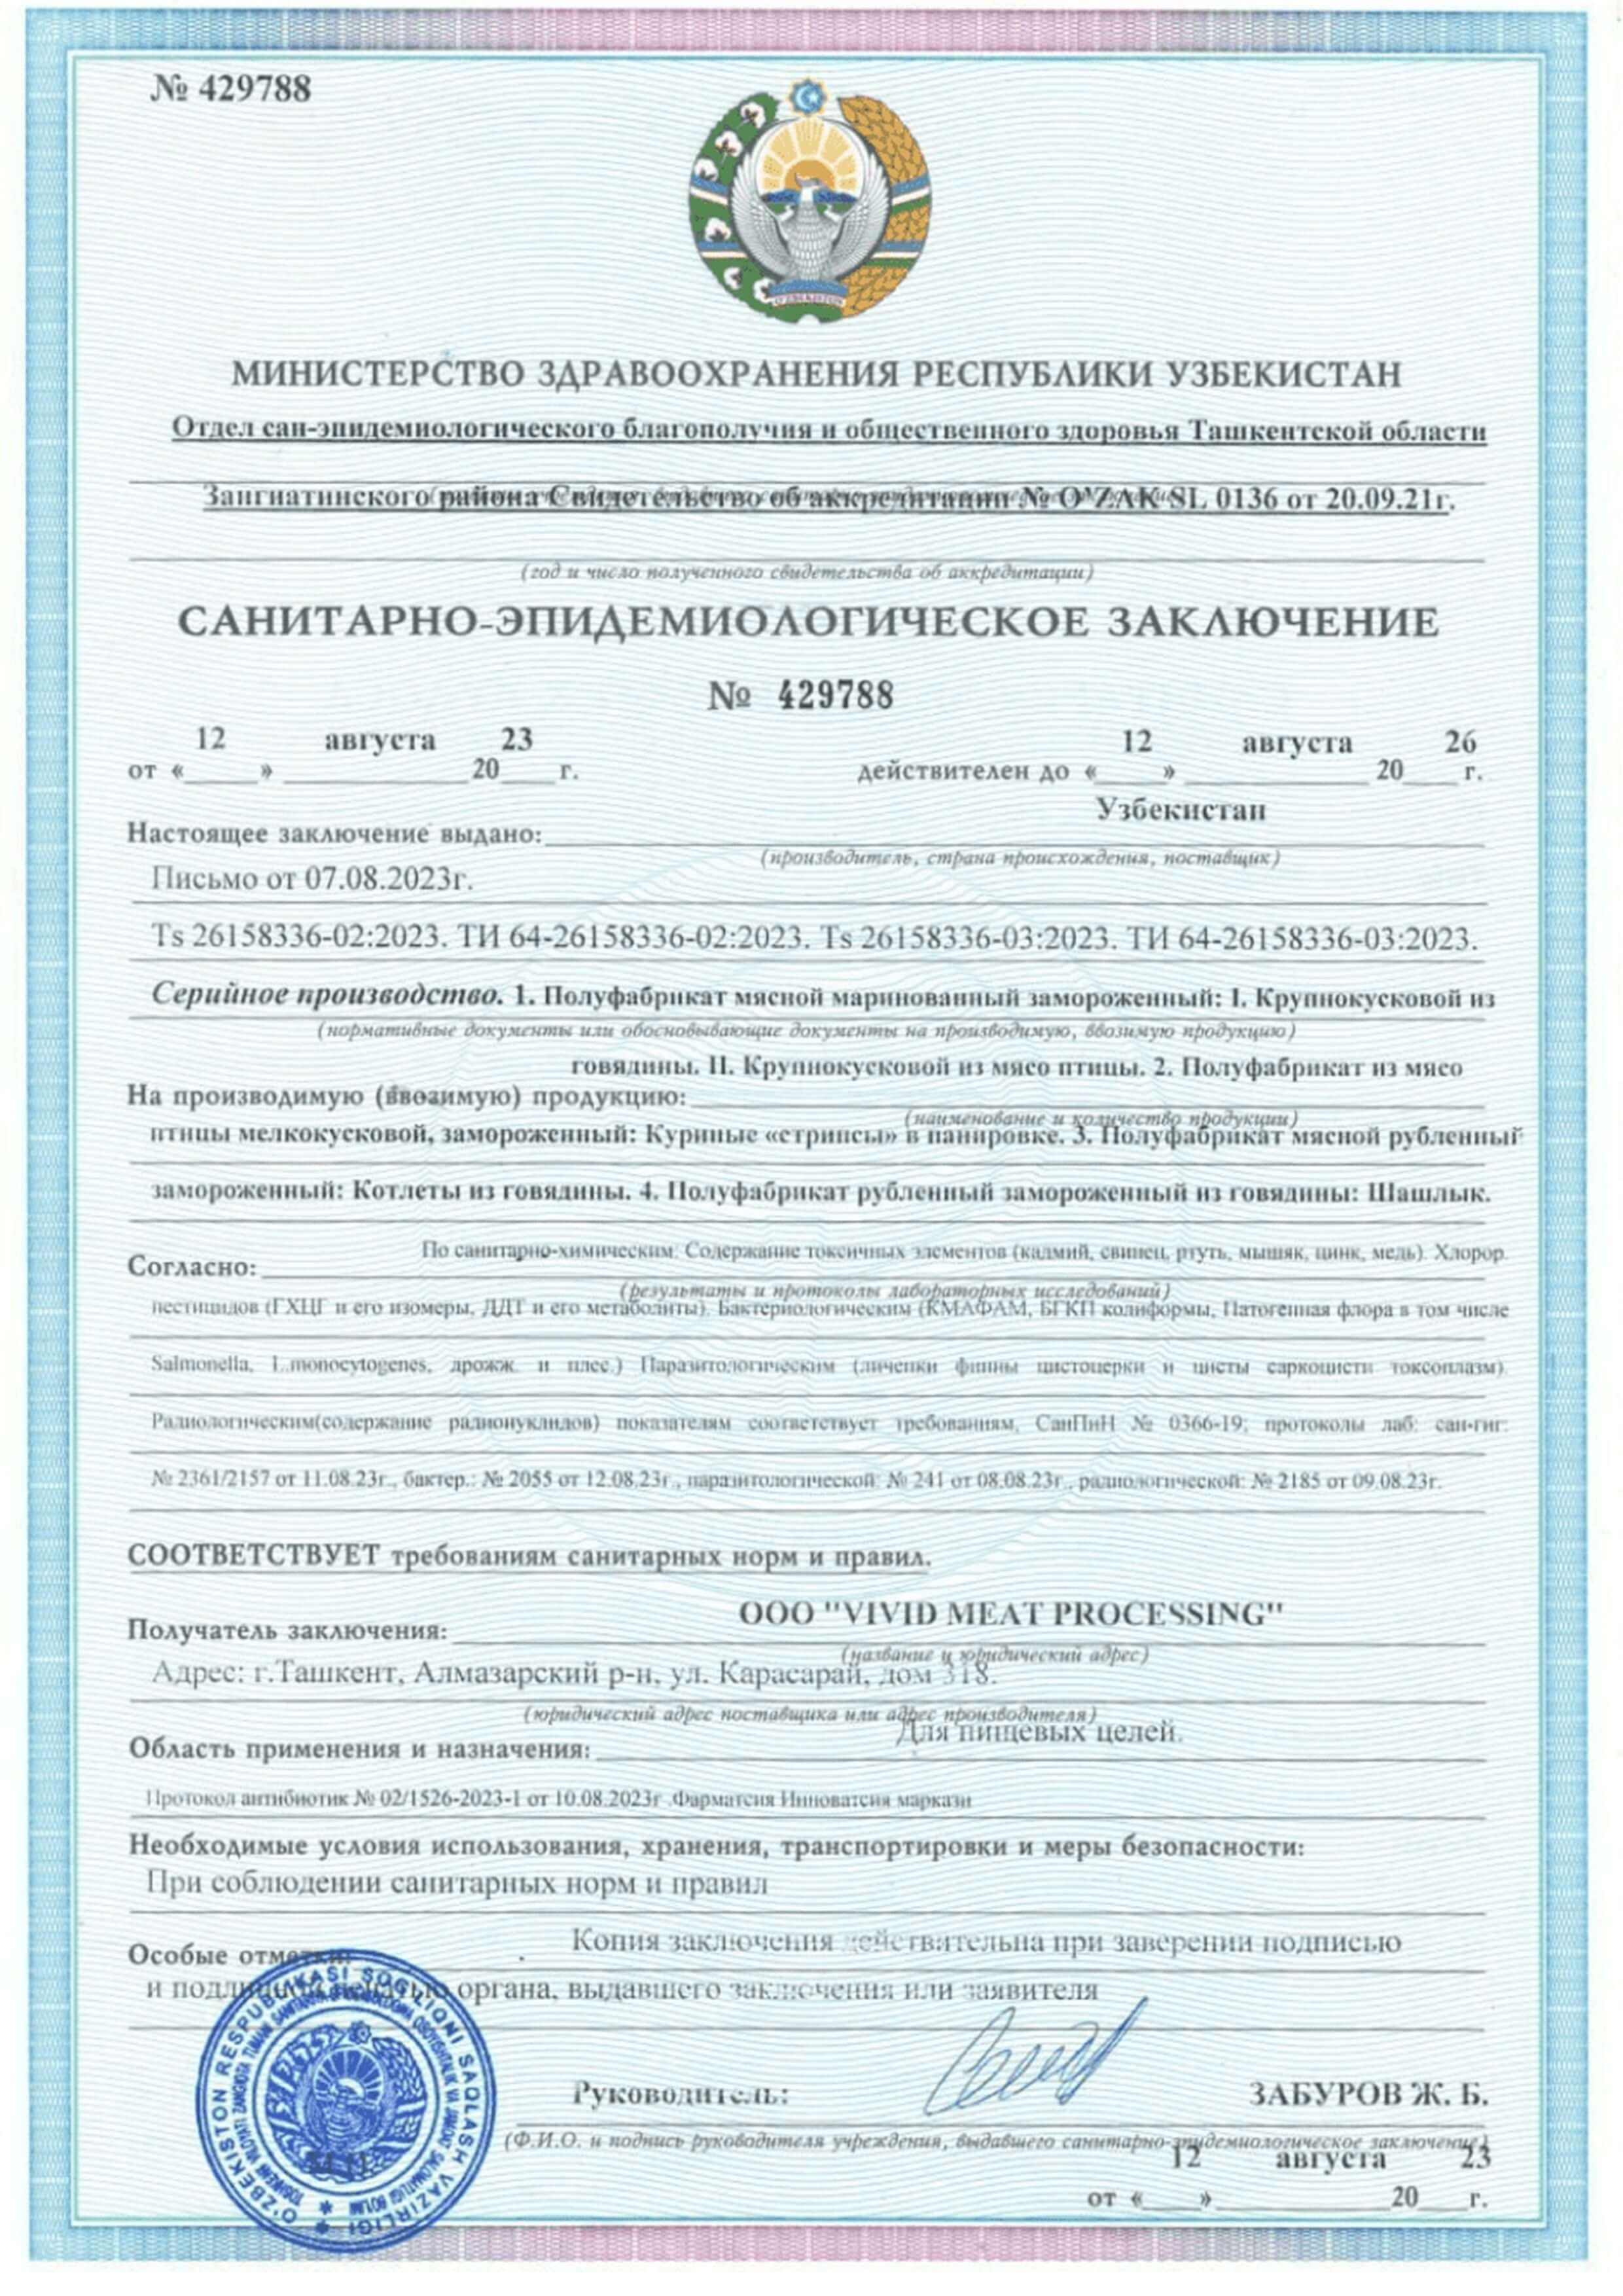 № 429788
МИНИСТЕРСТВО ЗДРАВООХРАНЕНИЯ РЕСПУБЛИКИ УЗБЕКИСТАН
Отдел сан-эпидемиологического благополучия и общественного здоровья Ташкентской области
Зангиатинского района Свидетельство об аккредитации № O'ZAK SL 0136 от 20.09.21г.
(год и число полученного свидетельства об аккредитации)
САНИТАРНО-ЭПИДЕМИОЛОГИЧЕСКОЕ ЗАКЛЮЧЕНИЕ
№ 429788
12 августа 23 12 августа 26
от «____» ________ 20___ г. действителен до «____» ________ 20___ г.
Узбекистан
Настоящее заключение выдано:
(производитель, страна происхождения, поставщик)
Письмо от 07.08.2023г.
Ts 26158336-02:2023. ТИ 64-26158336-02:2023. Ts 26158336-03:2023. ТИ 64-26158336-03:2023.
Серийное производство. 1. Полуфабрикат мясной маринованный замороженный: I. Крупнокусковой из
(нормативные документы или обосновывающие документы на производимую, ввозимую продукцию)
говядины. II. Крупнокусковой из мясо птицы. 2. Полуфабрикат из мясо
На производимую (ввозимую) продукцию:
(наименование и количество продукции)
птицы мелкокусковой, замороженный: Куриные «стрипсы» в панировке. 3. Полуфабрикат мясной рубленный
замороженный: Котлеты из говядины. 4. Полуфабрикат рубленный замороженный из говядины: Шашлык.
По санитарно-химическим: Содержание токсичных элементов (кадмий, свинец, ртуть, мышяк, цинк, медь). Хлорор.
Согласно:
(результаты и протоколы лабораторных исследований)
пестицидов (ГХЦГ и его изомеры, ДДТ и его метаболиты). Бактериологическим (КМАФАМ, БГКП колиформы, Патогенная флора в том числе
Salmonella, L.monocytogenes, дрожж. и плес.) Паразитологическим (личенки финны цистоцерки и цисты саркоцисти токсоплазм).
Радиологическим(содержание радионуклидов) показателям соответствует требованиям, СанПиН № 0366-19; протоколы лаб: сан-гиг:
№ 2361/2157 от 11.08.23г., бактер.: № 2055 от 12.08.23г., паразитологической: № 241 от 08.08.23г., радиологической: № 2185 от 09.08.23г.
СООТВЕТСТВУЕТ требованиям санитарных норм и правил.
ООО "VIVID MEAT PROCESSING"
Получатель заключения:
(название и юридический адрес)
Адрес: г.Ташкент, Алмазарский р-н, ул. Карасарай, дом 318.
(юридический адрес поставщика или адрес производителя)
Для пищевых целей.
Область применения и назначения:
Протокол антибиотик № 02/1526-2023-1 от 10.08.2023г .Фарматсия Инноватсия маркази
Необходимые условия использования, хранения, транспортировки и меры безопасности:
При соблюдении санитарных норм и правил
Копия заключения действительна при заверении подписью
Особые отметки:
и подлинной печатью органа, выдавшего заключения или заявителя
O'ZBEKISTON RESPUBLIKASI SOG'LIQNI SAQLASH VAZIRLIGI
Руководитель: ЗАБУРОВ Ж. Б.
(Ф.И.О. и подпись руководителя учреждения, выдавшего санитарно-эпидемиологическое заключение)
12 августа 23
от «____» ________ 20___ г.